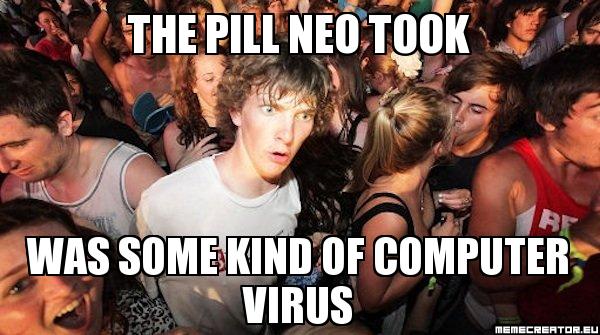 THE PILL NEO TOOK
WAS SOME KIND OF COMPUTER
VIRUS
MEMECREATOR.EU